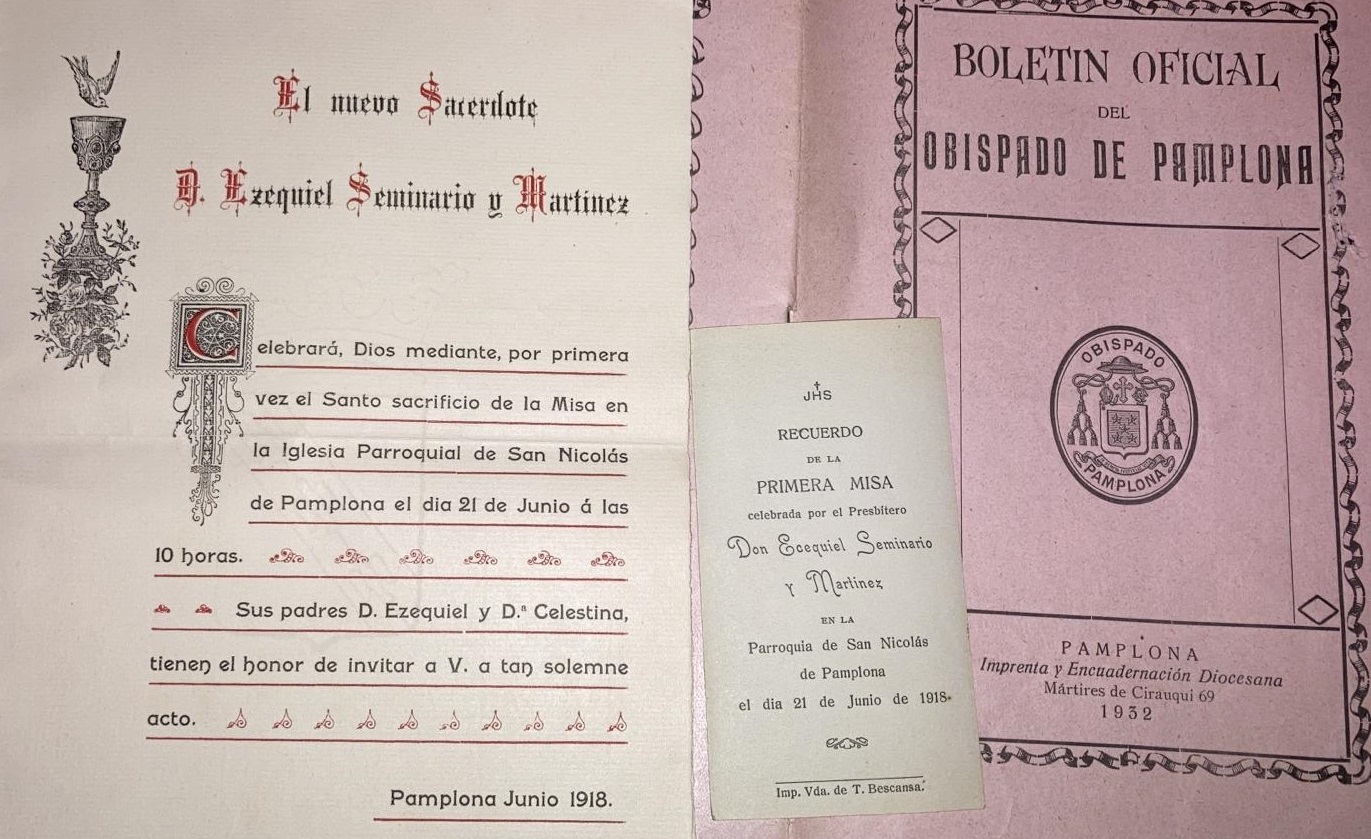 El nuevo Sacerdote
D. Ezequiel Seminario y Martinez
Celebrará, Dios mediante, por primera
vez el Santo sacrificio de la Misa en
la Iglesia Parroquial de San Nicolás
de Pamplona el dia 21 de Junio á las
10 horas.
Sus padres D. Ezequiel y D.ª Celestina,
tienen el honor de invitar a V. a tan solemne
acto.
Pamplona Junio 1918.
JHS
RECUERDO
DE LA
PRIMERA MISA
celebrada por el Presbítero
Don Ecequiel Seminario
y Martinez
EN LA
Parroquia de San Nicolás
de Pamplona
el dia 21 de Junio de 1918.
Imp. Vda. de T. Bescansa.
BOLETIN OFICIAL
DEL
OBISPADO DE PAMPLONA
OBISPADO
PAMPLONA
PAMPLONA
Imprenta y Encuadernación Diocesana
Mártires de Cirauqui 69
1932